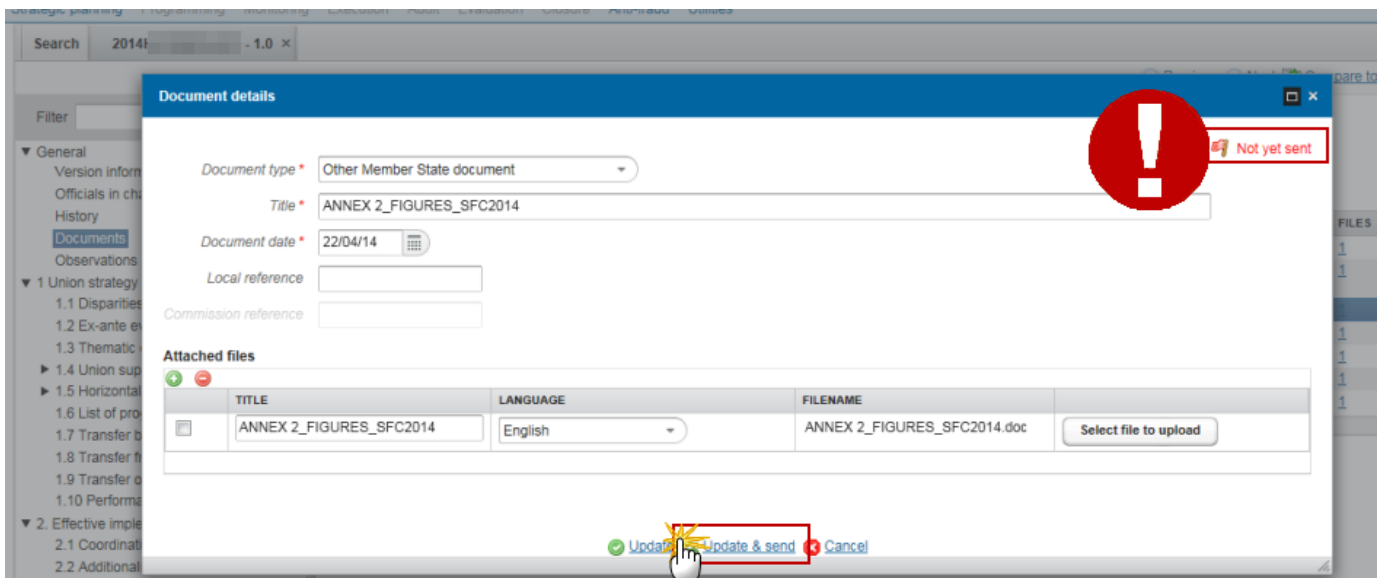 Strategic planning Programming Monitoring Execution Audit Evaluation Closure Anti-fraud Utilities
Search 2014 - 1.0 ×
Document details
pare to
Filter
Not yet sent
General
Document type * Other Member State document
Version inform
Officials in cha
Title * ANNEX 2_FIGURES_SFC2014
History
FILES
Documents
Document date * 22/04/14
1
Observations
1
Local reference
1 Union strategy
1.1 Disparities
Commission reference
1.2 Ex-ante ev
1
1.3 Thematic
Attached files
1
1.4 Union sup
1
1.5 Horizontal
TITLE LANGUAGE FILENAME
1
1.6 List of pro
ANNEX 2_FIGURES_SFC2014 English ANNEX 2_FIGURES_SFC2014.doc Select file to upload
1.7 Transfer b
1.8 Transfer fr
1.9 Transfer o
1.10 Performa
2. Effective imple
2.1 Coordinati
Update Update & send Cancel
2.2 Additional